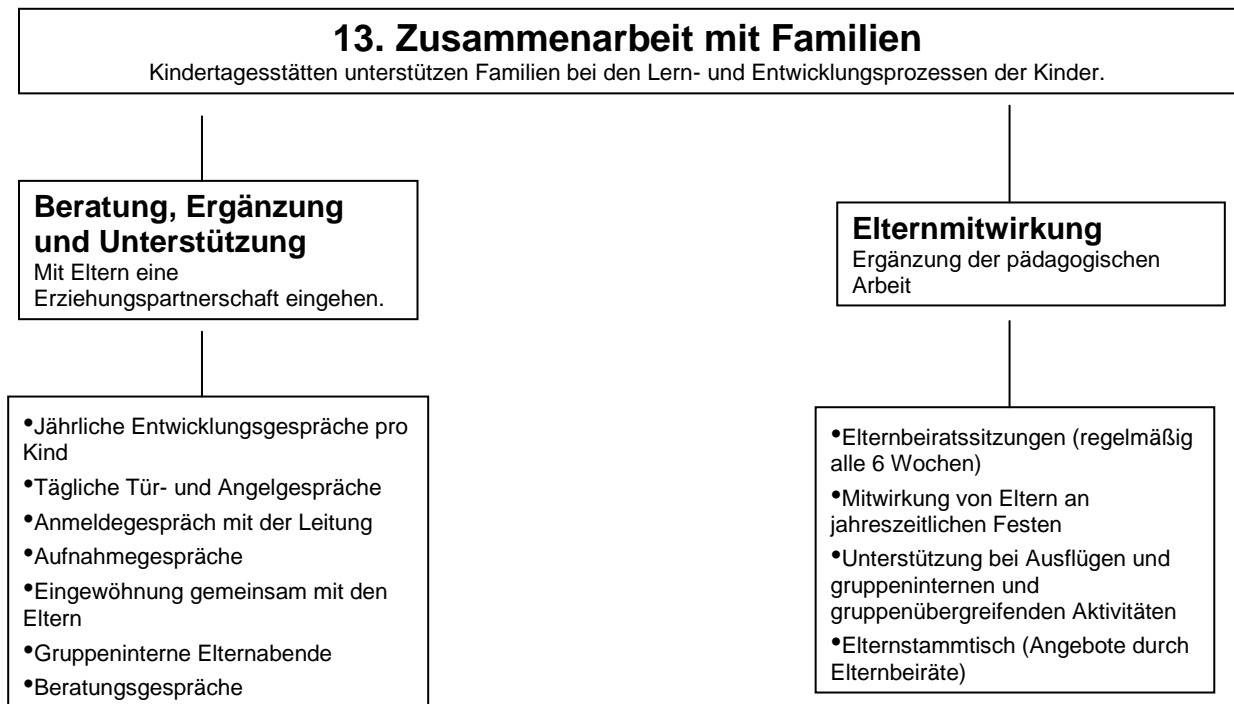 13. Zusammenarbeit mit Familien
Kindertagesstätten unterstützen Familien bei den Lern- und Entwicklungsprozessen der Kinder.
Beratung, Ergänzung
und Unterstützung
Mit Eltern eine
Erziehungspartnerschaft eingehen.
•Jährliche Entwicklungsgespräche pro
Kind
•Tägliche Tür- und Angelgespräche
•Anmeldegespräch mit der Leitung
•Aufnahmegespräche
•Eingewöhnung gemeinsam mit den
Eltern
•Gruppeninterne Elternabende
•Beratungsgespräche
Elternmitwirkung
Ergänzung der pädagogischen
Arbeit
•Elternbeiratssitzungen (regelmäßig
alle 6 Wochen)
•Mitwirkung von Eltern an
jahreszeitlichen Festen
•Unterstützung bei Ausflügen und
gruppeninternen und
gruppenübergreifenden Aktivitäten
•Elternstammtisch (Angebote durch
Elternbeiräte)